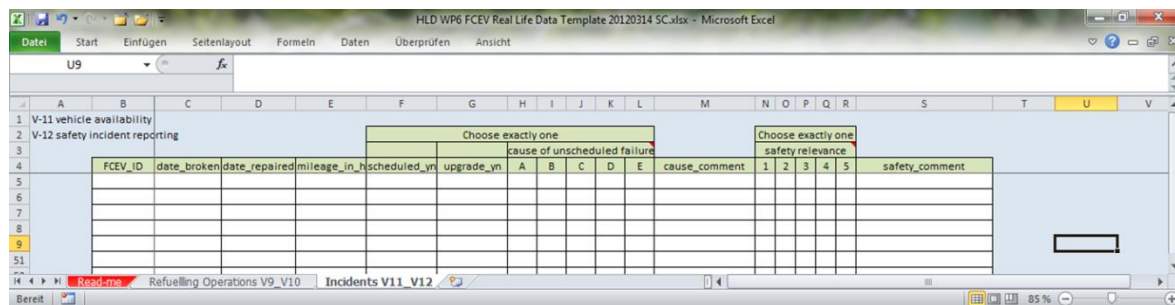 HLD WP6 FCEV Real Life Data Template 20120314 SC.xlsx - Microsoft Excel
Datei Start Einfügen Seitenlayout Formeln Daten Überprüfen Ansicht
U9 fx
A B C D E F G H I J K L M N O P Q R S T U V
1 V-11 vehicle availability
2 V-12 safety incident reporting Choose exactly one Choose exactly one
3 cause of unscheduled failure safety relevance
4 FCEV_ID date_broken date_repaired mileage_in_h scheduled_yn upgrade_yn A B C D E cause_comment 1 2 3 4 5 safety_comment
5
6
7
8
9
51
Read-me Refuelling Operations V9_V10 Incidents V11_V12
Bereit 85 %